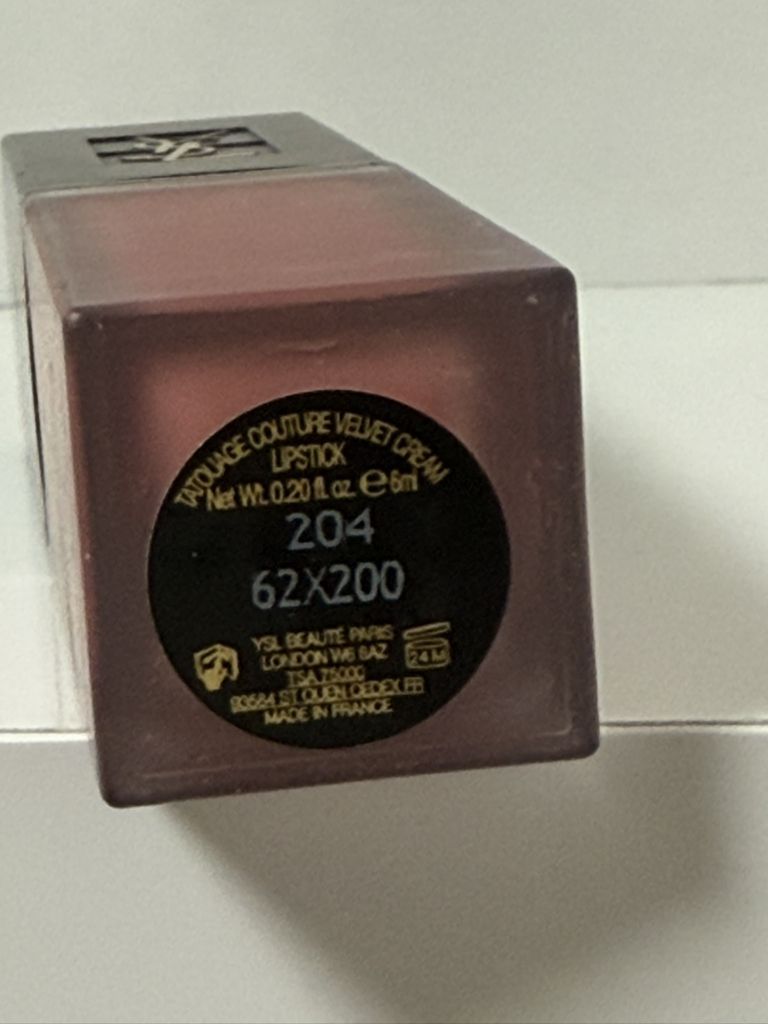 TATOUAGE COUTURE VELVET CREAM
LIPSTICK
Net Wt. 0.20 fl. oz. e 6ml
204
62X200
YSL BEAUTÉ PARIS
LONDON W6 8AZ
24 M
TSA 75000
93584 ST OUEN CEDEX FR
MADE IN FRANCE